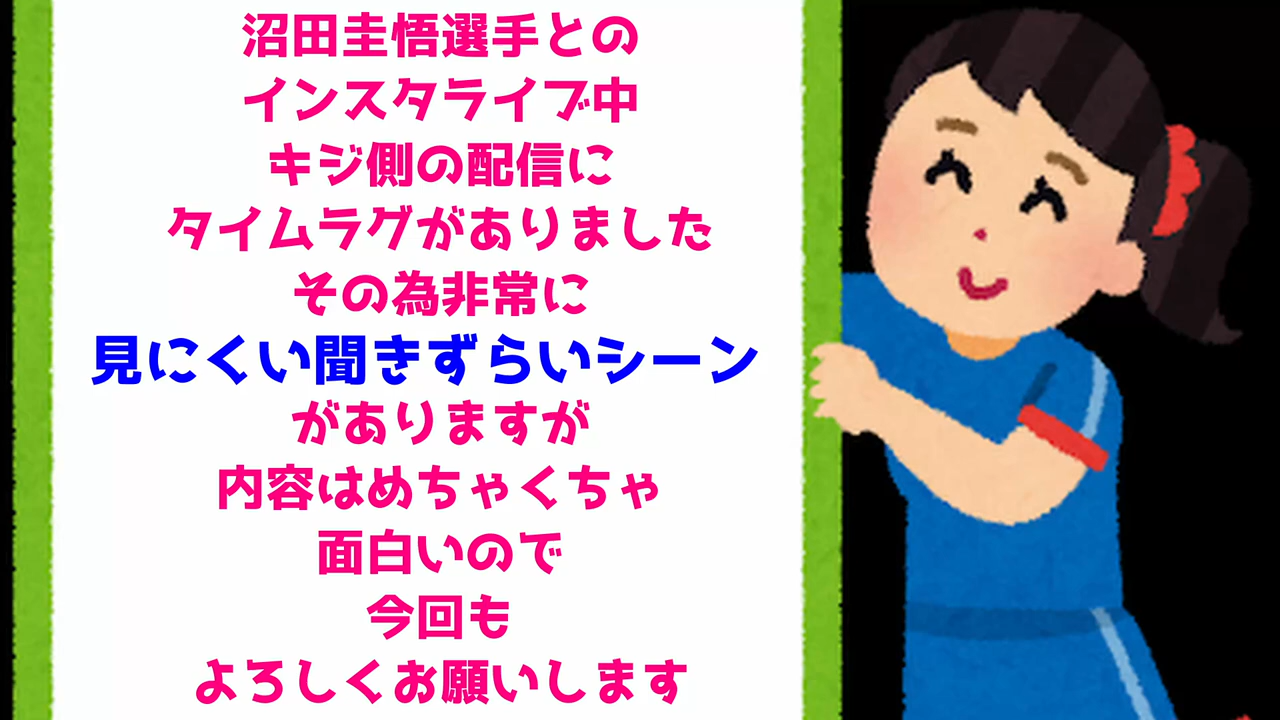 沼田圭悟選手との
インスタライブ中
キジ側の配信に
タイムラグがありました
その為非常に
見にくい聞きずらいシーン
がありますが
内容はめちゃくちゃ
面白いので
今回も
よろしくお願いします